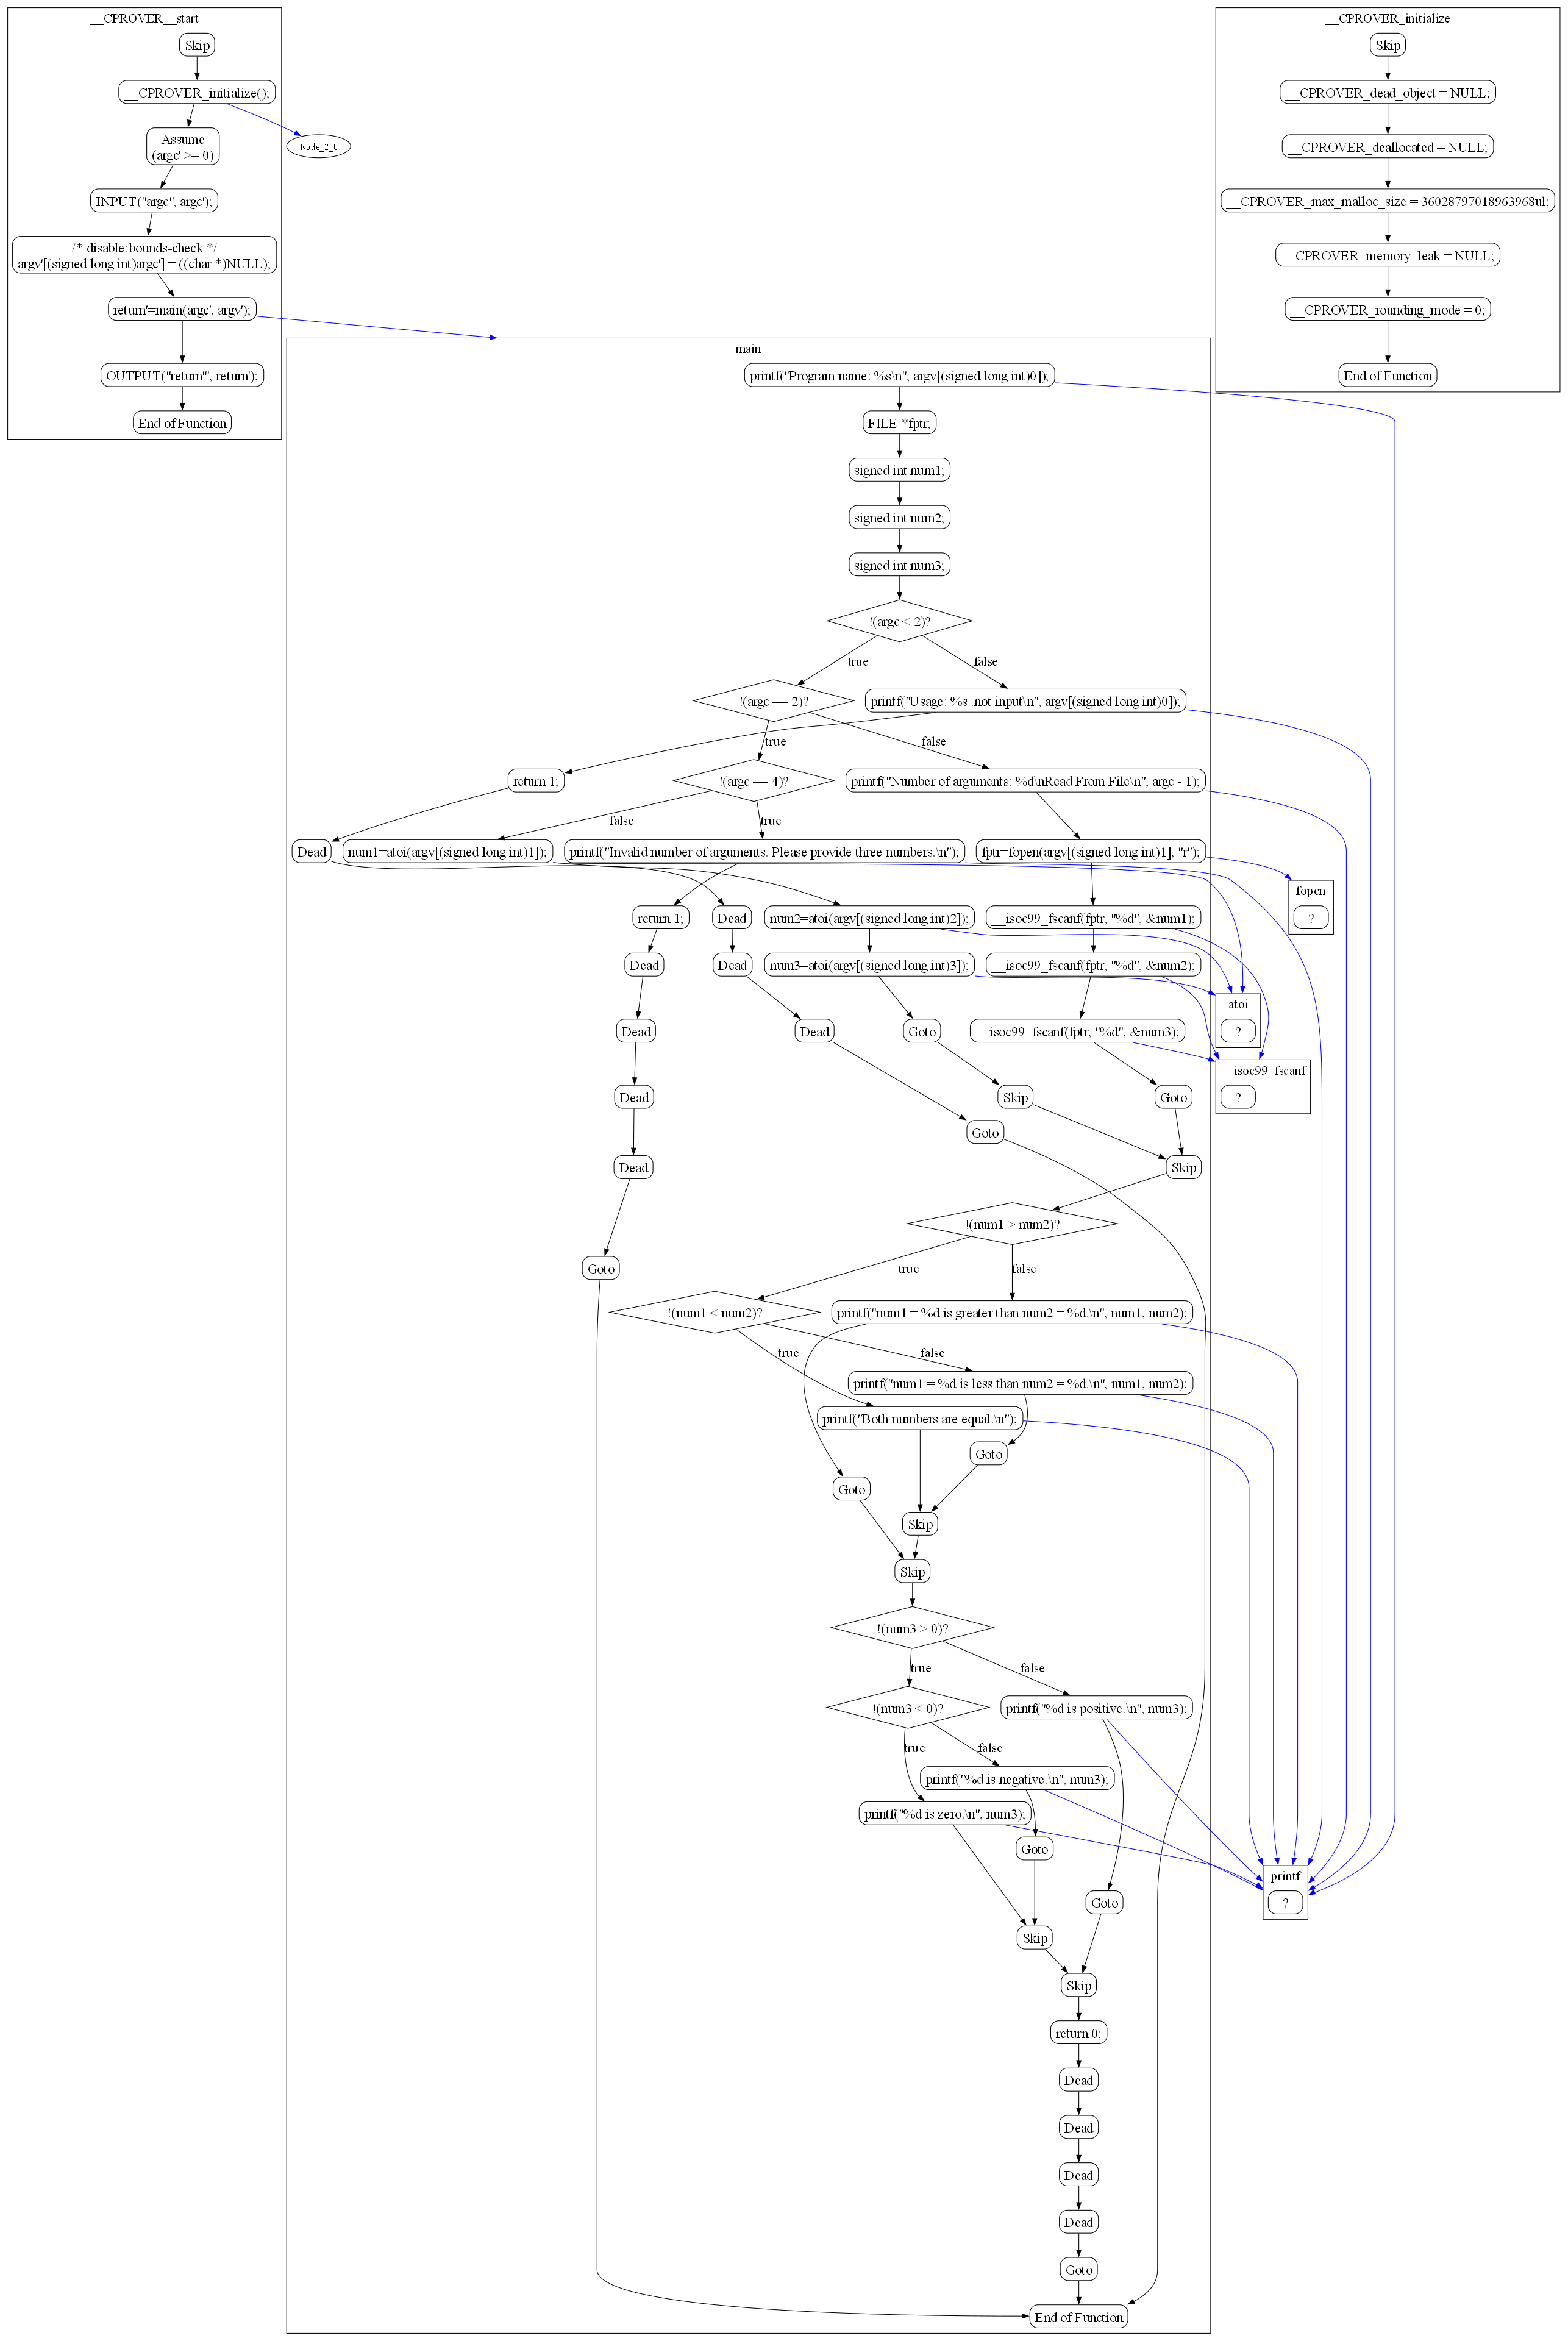 __CPROVER__start
Skip
__CPROVER_initialize();
Assume
(argc' >= 0)
INPUT("argc", argc');
/* disable:bounds-check */
argv'[(signed long int)argc'] = ((char *)NULL);
return'=main(argc', argv');
OUTPUT("return'", return');
End of Function
Node_2_0
__CPROVER_initialize
Skip
__CPROVER_dead_object = NULL;
__CPROVER_deallocated = NULL;
__CPROVER_max_malloc_size = 36028797018963968ul;
__CPROVER_memory_leak = NULL;
__CPROVER_rounding_mode = 0;
End of Function
main
printf("Program name: %s\n", argv[(signed long int)0]);
FILE *fptr;
signed int num1;
signed int num2;
signed int num3;
!(argc < 2)?
true
false
!(argc == 2)?
printf("Usage: %s .not input\n", argv[(signed long int)0]);
true
false
return 1;
!(argc == 4)?
printf("Number of arguments: %d\nRead From File\n", argc - 1);
false
true
Dead
num1=atoi(argv[(signed long int)1]);
printf("Invalid number of arguments. Please provide three numbers.\n");
fptr=fopen(argv[(signed long int)1], "r");
fopen
?
return 1;
Dead
num2=atoi(argv[(signed long int)2]);
__isoc99_fscanf(fptr, "%d", &num1);
Dead
Dead
num3=atoi(argv[(signed long int)3]);
__isoc99_fscanf(fptr, "%d", &num2);
atoi
?
Dead
Dead
Goto
__isoc99_fscanf(fptr, "%d", &num3);
__isoc99_fscanf
?
Dead
Skip
Goto
Goto
Dead
Skip
!(num1 > num2)?
Goto
true
false
!(num1 < num2)?
printf("num1 = %d is greater than num2 = %d.\n", num1, num2);
true
false
printf("num1 = %d is less than num2 = %d.\n", num1, num2);
printf("Both numbers are equal.\n");
Goto
Goto
Skip
Skip
!(num3 > 0)?
true
false
!(num3 < 0)?
printf("%d is positive.\n", num3);
true
false
printf("%d is negative.\n", num3);
printf("%d is zero.\n", num3);
Goto
printf
?
Goto
Skip
Skip
return 0;
Dead
Dead
Dead
Dead
Goto
End of Function